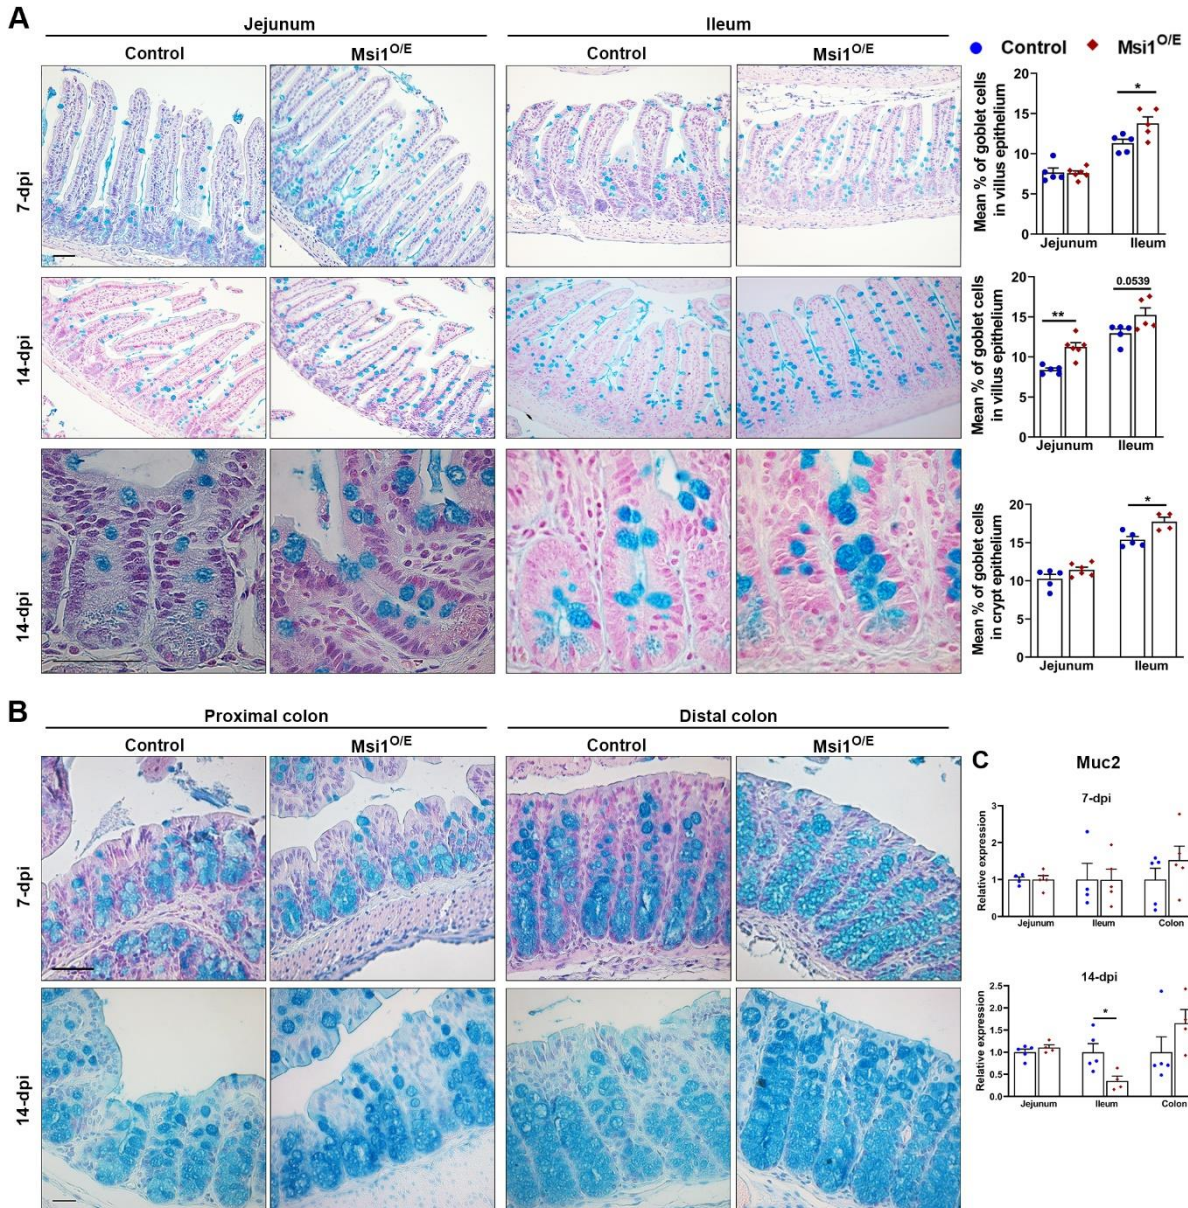 A
Jejunum
Ileum
Control
Msi1O/E
Control
Msi1O/E
Control
Msi1O/E
7-dpi
14-dpi
14-dpi
Mean % of goblet cells
in villus epithelium
20
15
10
5
0
*
Jejunum
Ileum
Mean % of goblet cells
in villus epithelium
20
15
10
5
0
**
0.0539
Jejunum
Ileum
Mean % of goblet cells
in crypt epithelium
20
15
10
5
0
*
Jejunum
Ileum
B
Proximal colon
Distal colon
Control
Msi1O/E
Control
Msi1O/E
7-dpi
14-dpi
C
Muc2
7-dpi
Relative expression
3
2
1
0
Jejunum
Ileum
Colon
14-dpi
Relative expression
2.5
2.0
1.5
1.0
0.5
0.0
*
Jejunum
Ileum
Colon